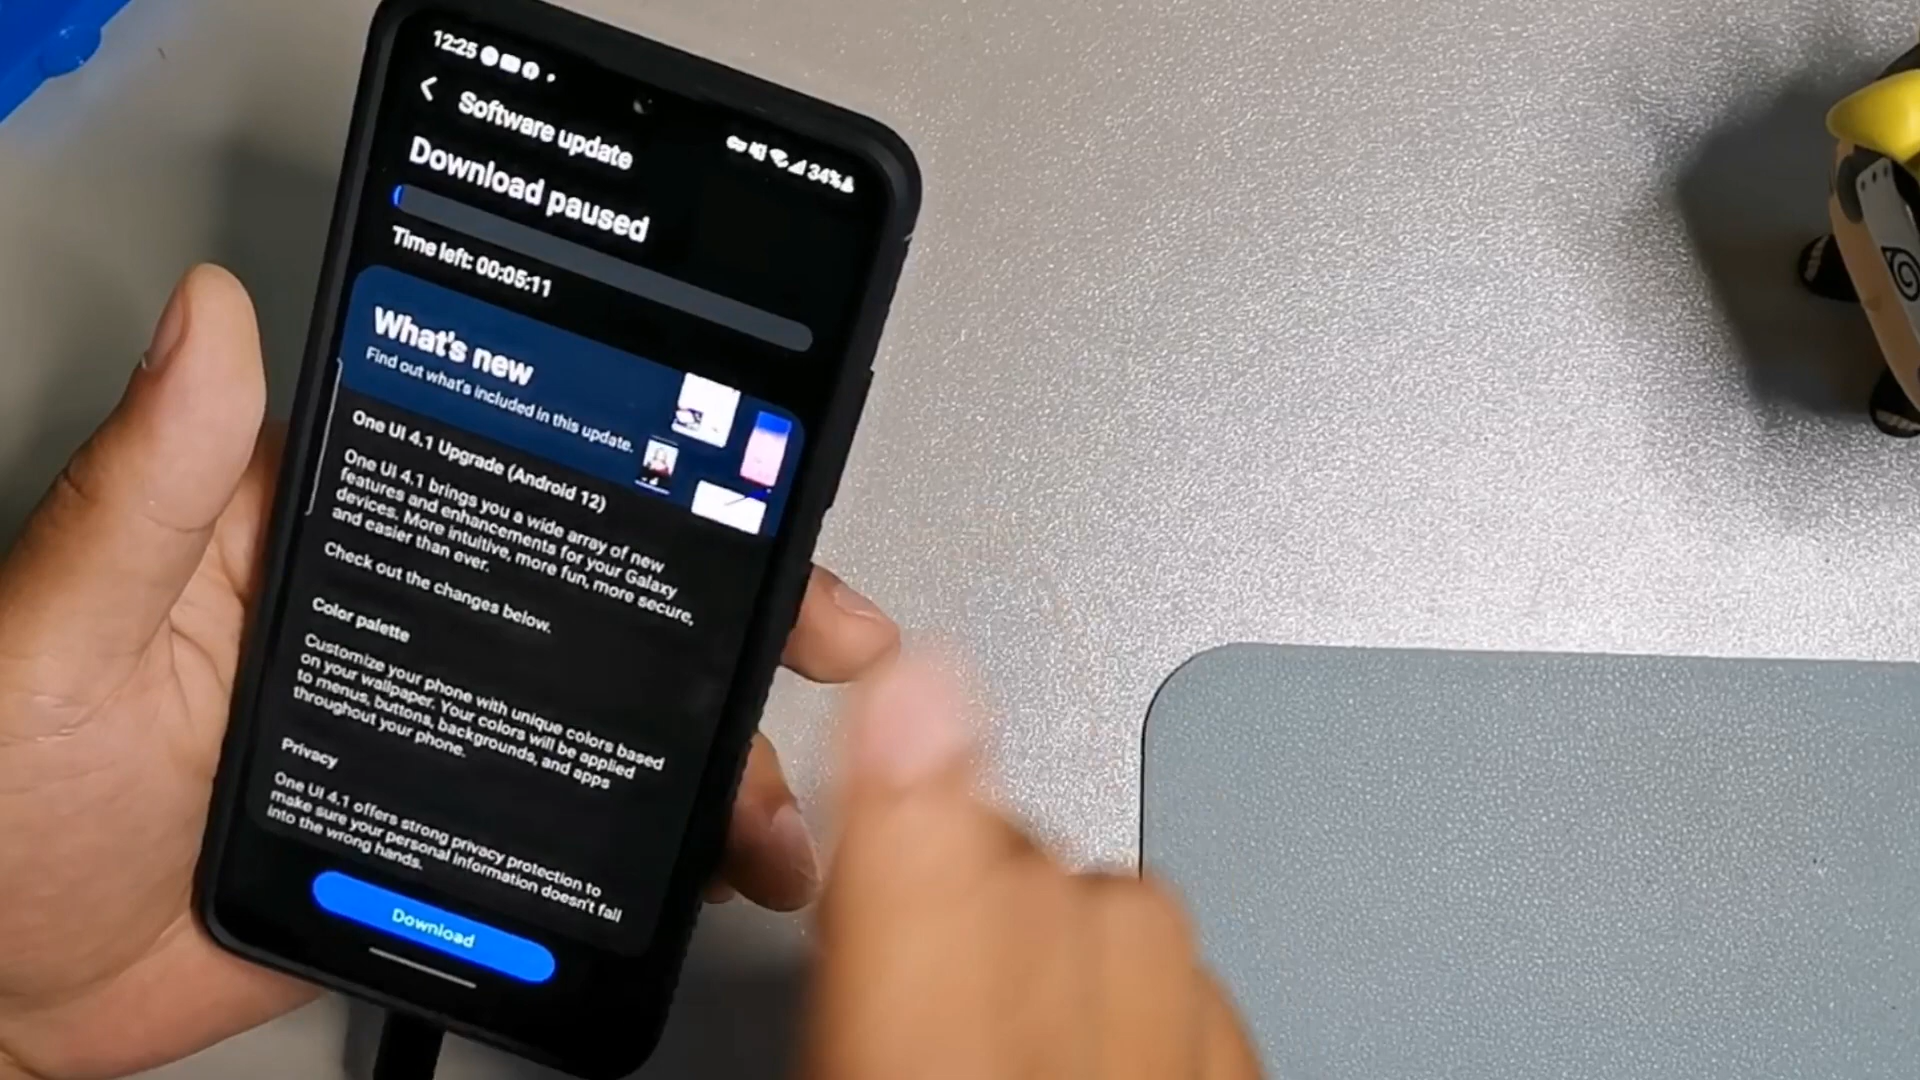 12:25
34%
Software update
Download paused
Time left: 00:05:11
What's new
Find out what's included in this update.
One UI 4.1 Upgrade (Android 12)
One UI 4.1 brings you a wide array of new
features and enhancements for your Galaxy
devices. More intuitive, more fun, more secure,
and easier than ever.
Check out the changes below.
Color palette
Customize your phone with unique colors based
on your wallpaper. Your colors will be applied
to menus, buttons, backgrounds, and apps
throughout your phone.
Privacy
One UI 4.1 offers strong privacy protection to
make sure your personal information doesn't fall
into the wrong hands.
Download